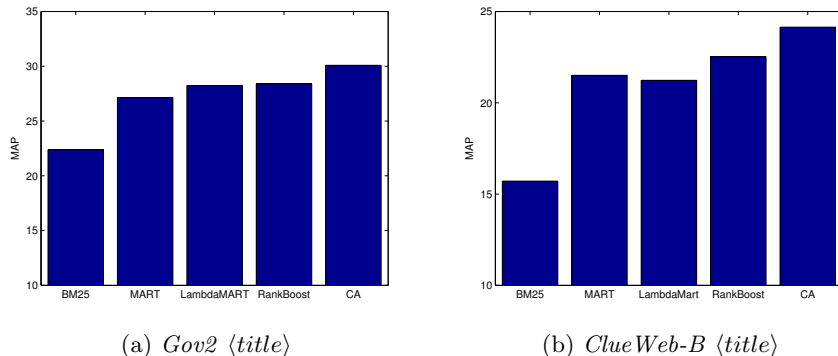 35
30
25
20
15
10
MAP
BM25 MART LambdaMART RankBoost CA
(a) Gov2 ⟨title⟩
25
20
15
10
MAP
BM25 MART LambdaMart RankBoost CA
(b) ClueWeb-B ⟨title⟩